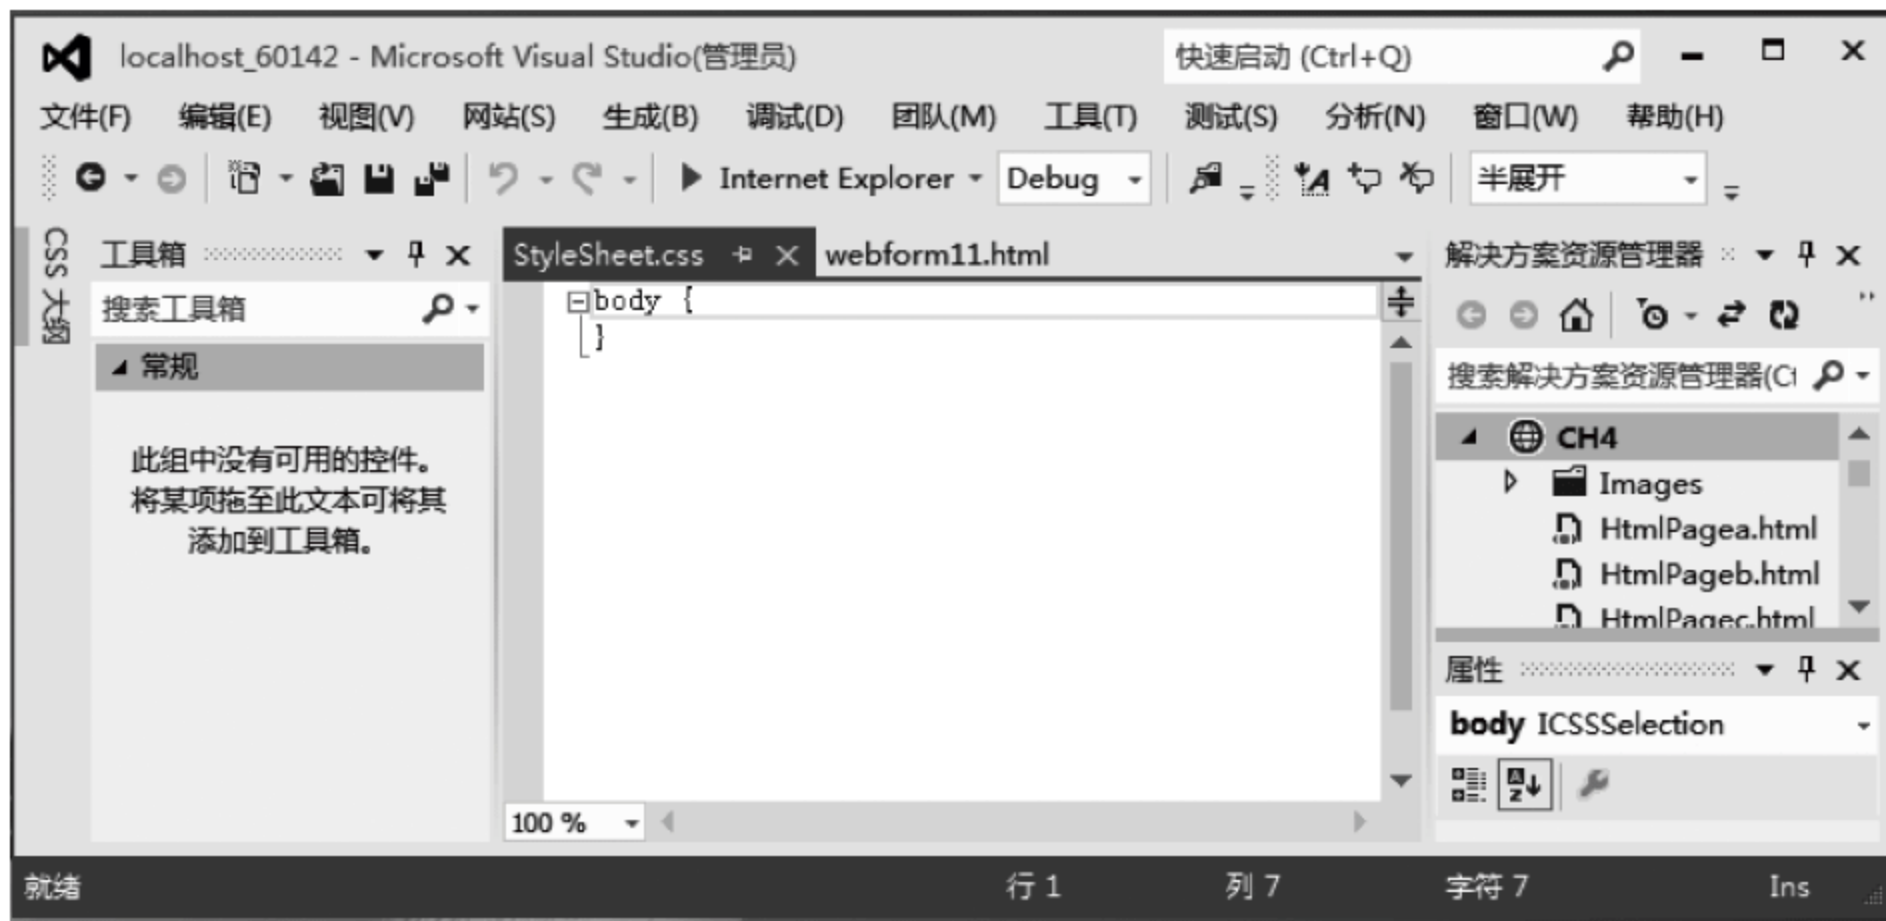 localhost_60142 - Microsoft Visual Studio(管理员)
快速启动 (Ctrl+Q)
文件(F) 编辑(E) 视图(V) 网站(S) 生成(B) 调试(D) 团队(M) 工具(T) 测试(S) 分析(N) 窗口(W) 帮助(H)
Internet Explorer Debug 半展开
CSS 大纲
工具箱
搜索工具箱
常规
此组中没有可用的控件。
将某项拖至此文本可将其
添加到工具箱。
StyleSheet.css webform11.html
body {
}
100 %
解决方案资源管理器
搜索解决方案资源管理器(Ct
CH4
Images
HtmlPagea.html
HtmlPageb.html
HtmlPagec.html
属性
body ICSSSelection
就绪 行 1 列 7 字符 7 Ins